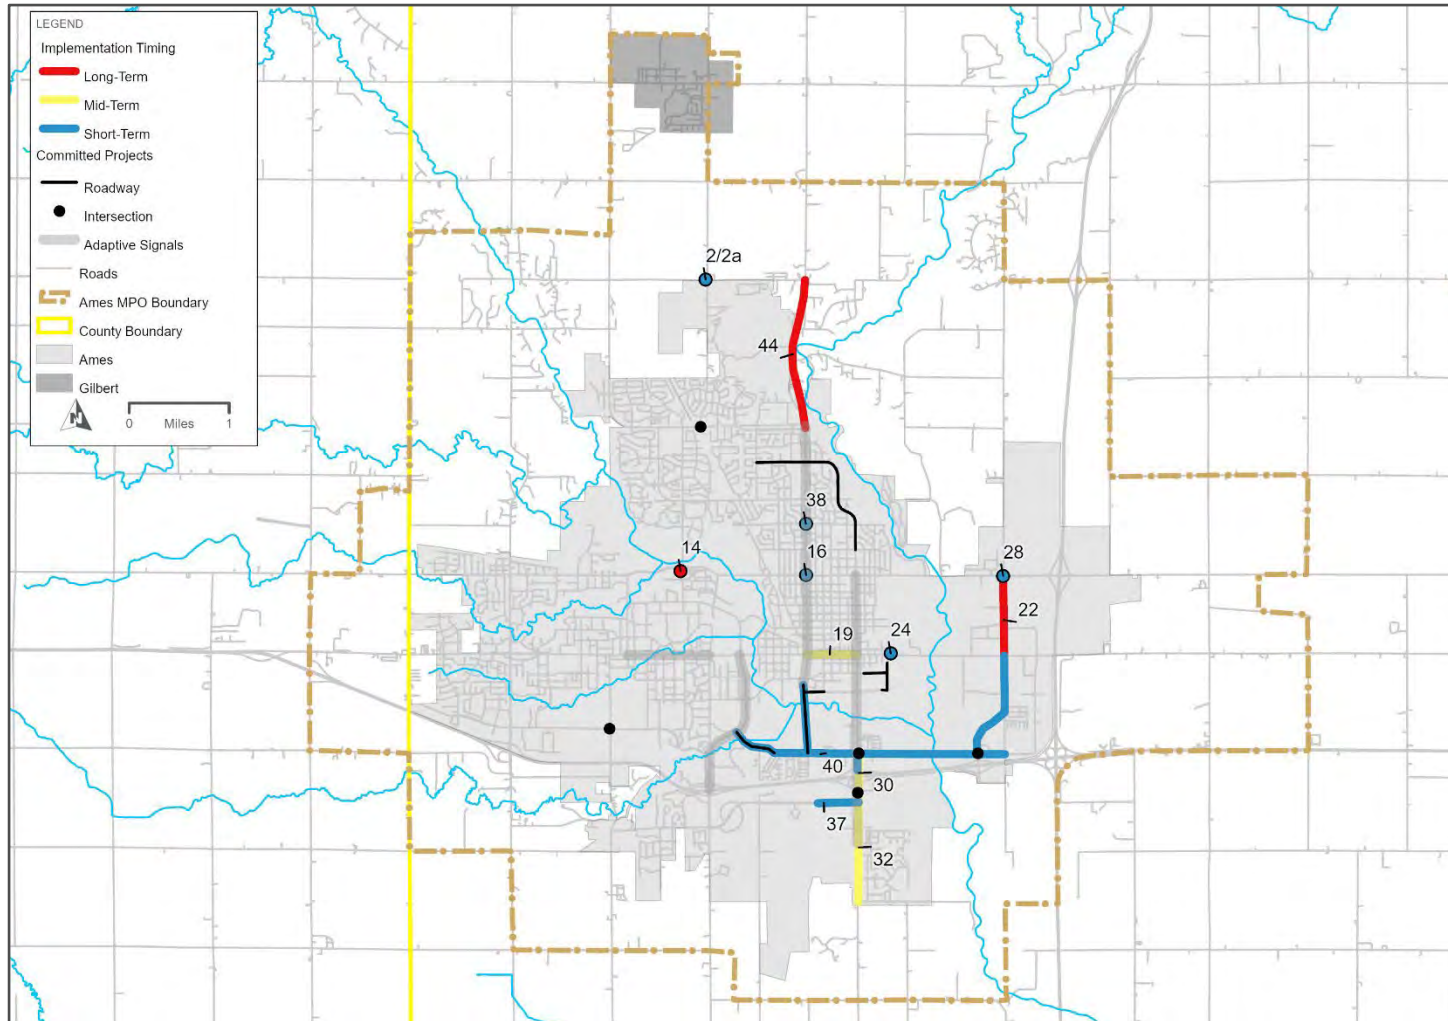 LEGEND
Implementation Timing
Long-Term
Mid-Term
Short-Term
Committed Projects
Roadway
Intersection
Adaptive Signals
Roads
Ames MPO Boundary
County Boundary
Ames
Gilbert
N
0 Miles 1
2/2a
44
38
14
16
28
22
19
24
40
30
37
32